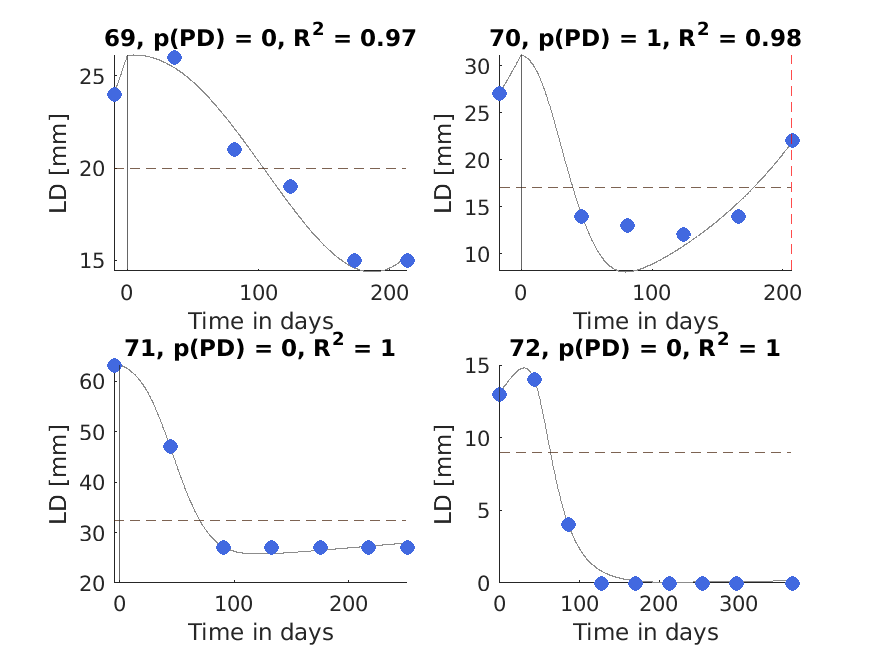 69, p(PD) = 0, R² = 0.97
25
20
15
LD [mm]
0 100 200
Time in days
70, p(PD) = 1, R² = 0.98
30
25
20
15
10
LD [mm]
0 100 200
Time in days
71, p(PD) = 0, R² = 1
60
50
40
30
20
LD [mm]
0 100 200
Time in days
72, p(PD) = 0, R² = 1
15
10
5
0
LD [mm]
0 100 200 300
Time in days